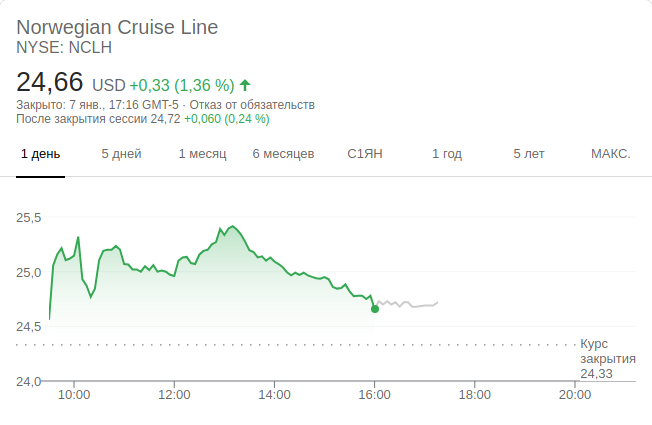 Norwegian Cruise Line
NYSE: NCLH
24,66 USD +0,33 (1,36 %)
Закрыто: 7 янв., 17:16 GMT-5 · Отказ от обязательств
После закрытия сессии 24,72 +0,060 (0,24 %)
1 день 5 дней 1 месяц 6 месяцев С1ЯН 1 год 5 лет МАКС.
25,5
25,0
24,5
Курс
закрытия
24,33
24,0
10:00 12:00 14:00 16:00 18:00 20:00